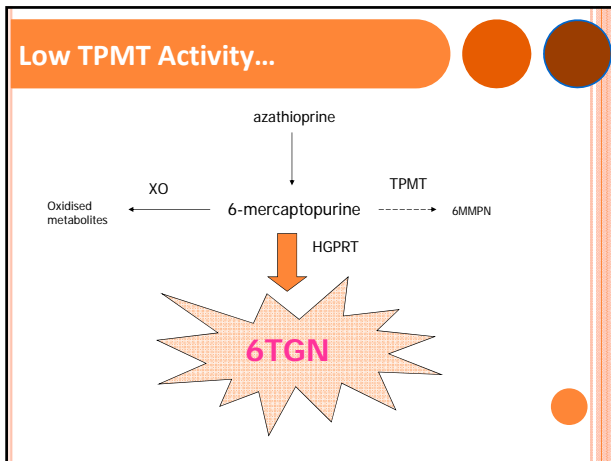 Low TPMT Activity...
azathioprine
XO
TPMT
Oxidised
metabolites
6-mercaptopurine
6MMPN
HGPRT
6TGN